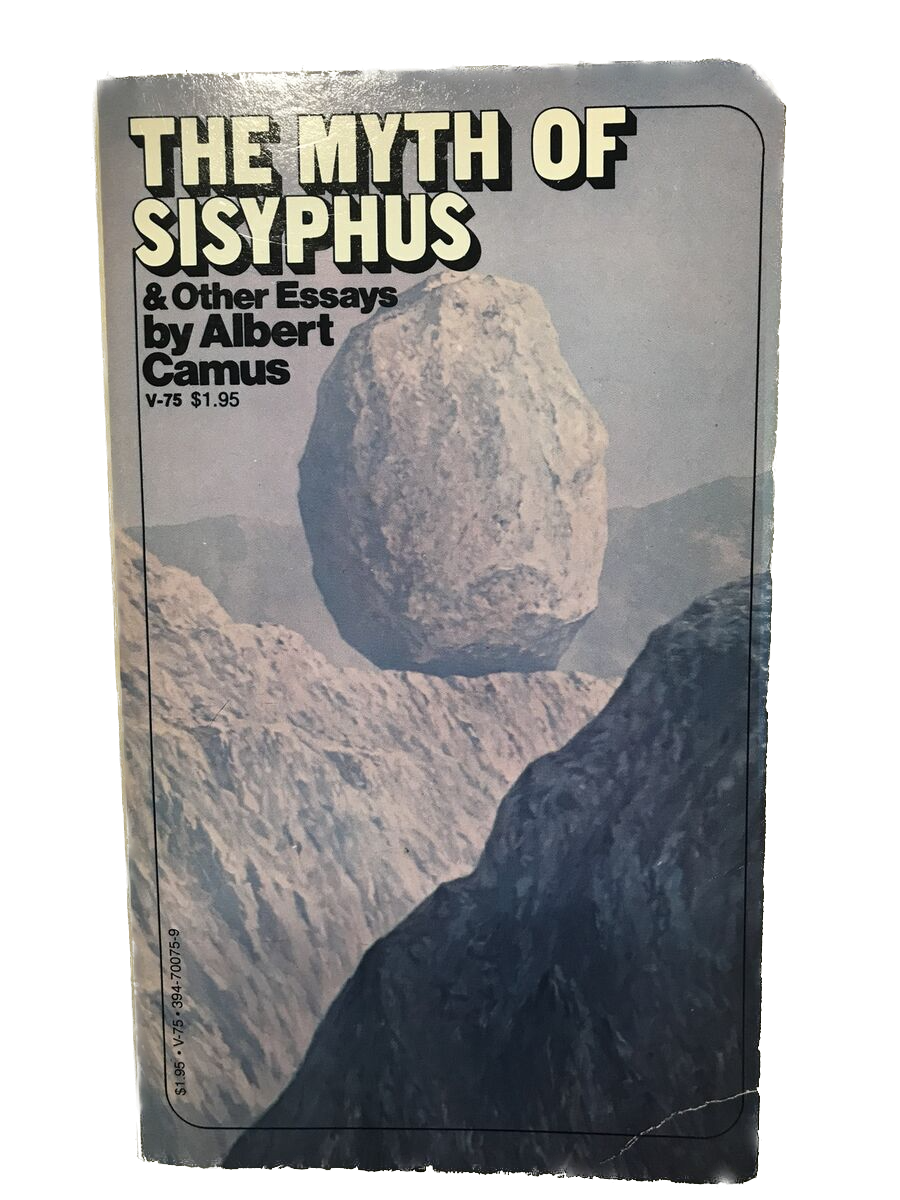 THE MYTH OF
SISYPHUS
& Other Essays
by Albert
Camus
V-75 $1.95
$1.95 • V-75 • 394-70075-9